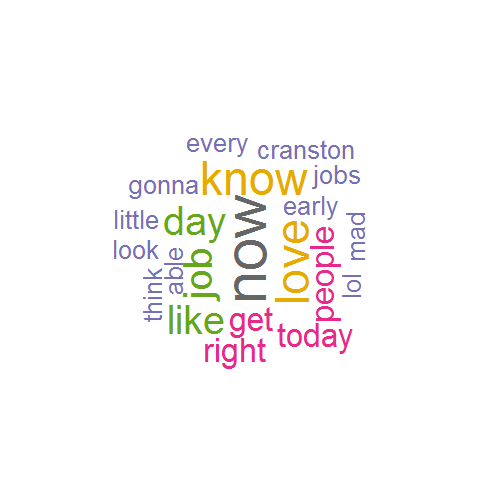 every
cranston
know
jobs
gonna
early
day
little
now
love
people
mad
look
able
job
think
lol
like
get
today
right